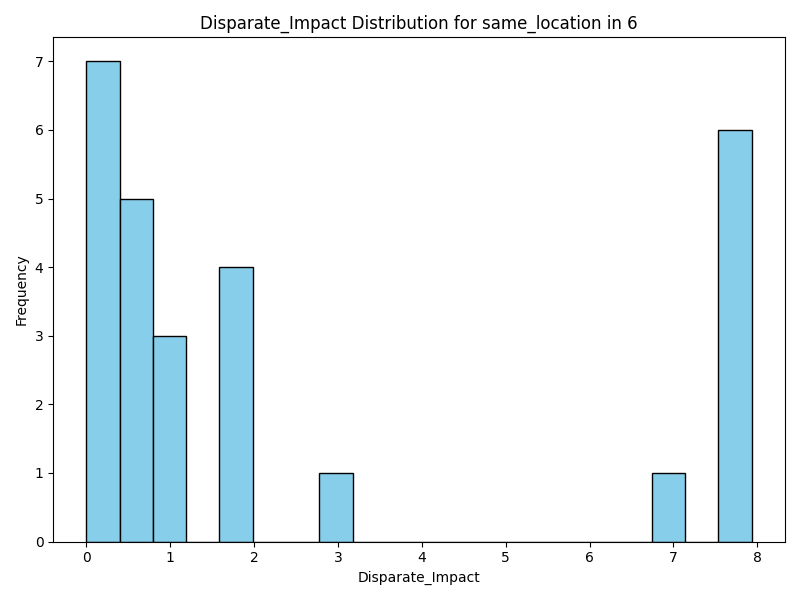 Disparate_Impact Distribution for same_location in 6
Frequency
7
6
5
4
3
2
1
0
0 1 2 3 4 5 6 7 8
Disparate_Impact